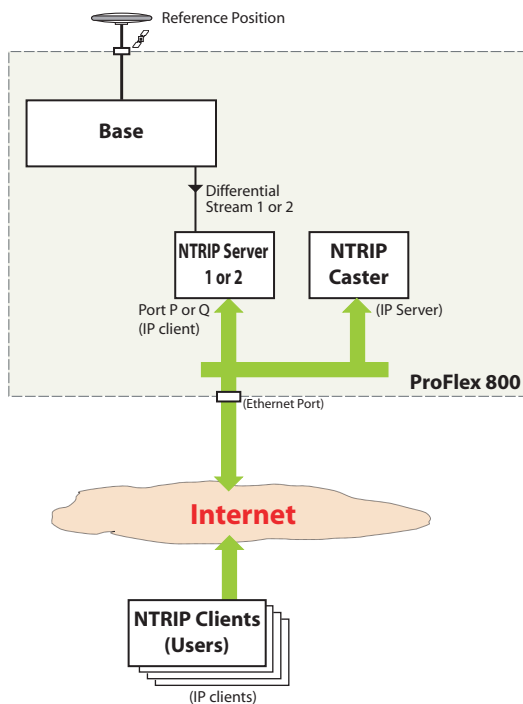 Reference Position
Base
Differential
Stream 1 or 2
NTRIP Server
1 or 2
NTRIP
Caster
Port P or Q
(IP client)
(IP Server)
ProFlex 800
(Ethernet Port)
Internet
NTRIP Clients
(Users)
(IP clients)